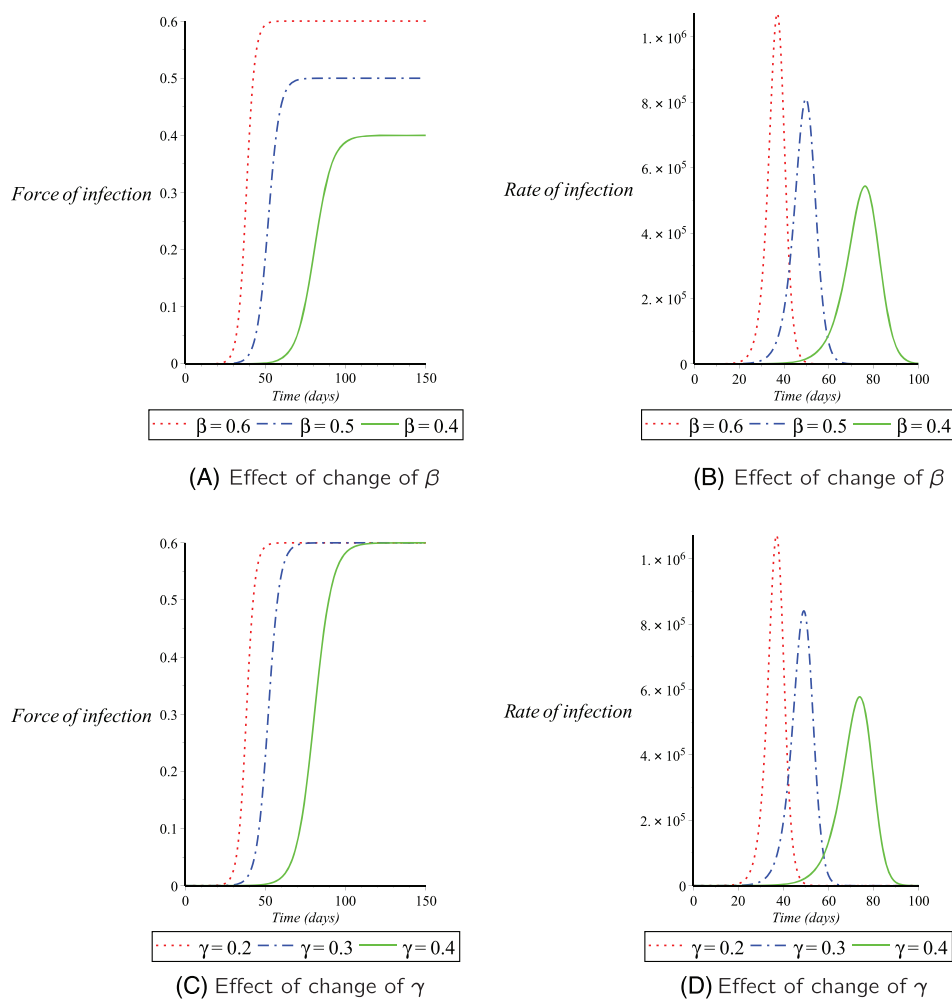 0.6
0.5
0.4
0.3
0.2
0.1
0
Force of infection
0 50 100 150
Time (days)
β = 0.6 β = 0.5 β = 0.4
(A) Effect of change of β
1. × 10⁶
8. × 10⁵
6. × 10⁵
4. × 10⁵
2. × 10⁵
0
Rate of infection
0 20 40 60 80 100
Time (days)
β = 0.6 β = 0.5 β = 0.4
(B) Effect of change of β
0.6
0.5
0.4
0.3
0.2
0.1
0
Force of infection
0 50 100 150
Time (days)
γ = 0.2 γ = 0.3 γ = 0.4
(C) Effect of change of γ
1. × 10⁶
8. × 10⁵
6. × 10⁵
4. × 10⁵
2. × 10⁵
0
Rate of infection
0 20 40 60 80 100
Time (days)
γ = 0.2 γ = 0.3 γ = 0.4
(D) Effect of change of γ